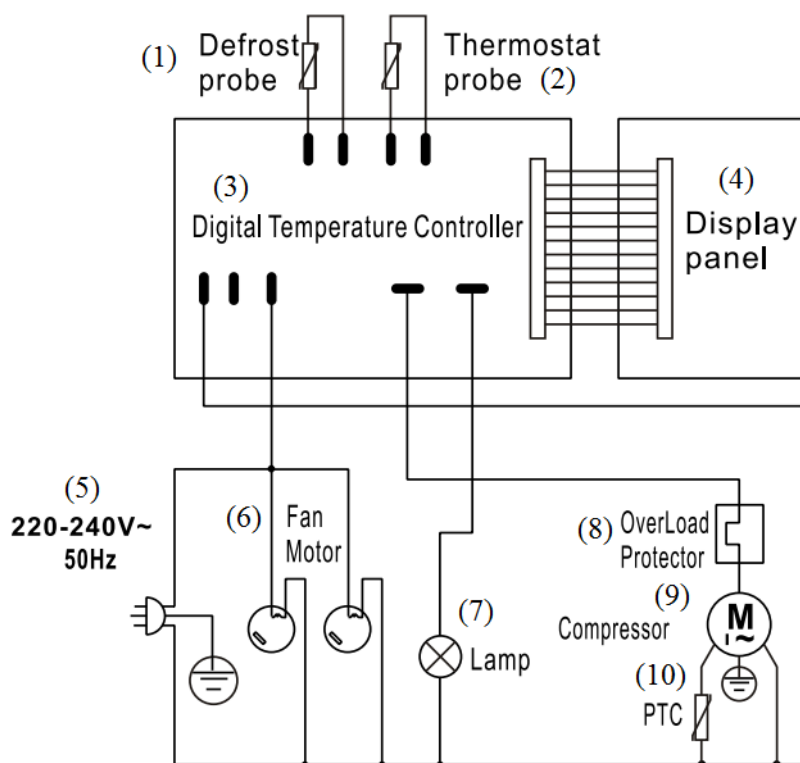 (1) Defrost probe
Thermostat probe (2)
(3)
Digital Temperature Controller
(4)
Display
panel
(5)
220-240V~
50Hz
(6) Fan
Motor
(7)
Lamp
(8) OverLoad
Protector
(9)
Compressor
M
I~
(10)
PTC